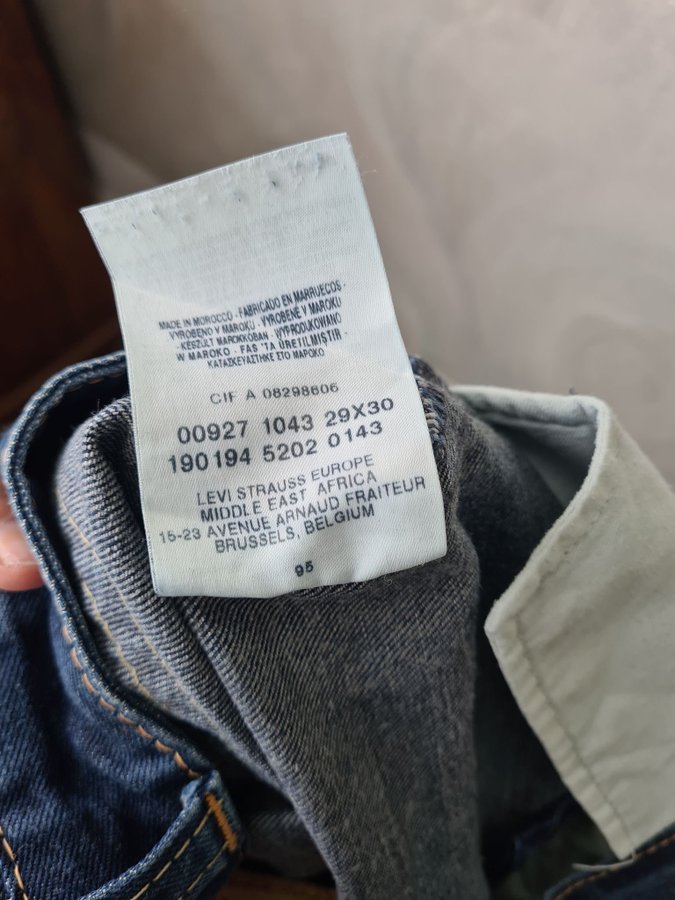 MADE IN MOROCCO - FABRICADO EN MARRUECOS -
VYROBENO V MAROKU - VYROBENÉ V MAROKU
- KÉSZÜLT MAROKKÓBAN WYPRODUKOWANO
W MAROKO - FAS 'TA ÜRETILMISTIR -
ΚΑΤΑΣΚΕΥΑΣΤΗΚΕ ΣΤΟ ΜΑΡΟΚΟ
CIF A 08298606
00927 1043 29X30
190194 5202 0143
LEVI STRAUSS EUROPE
MIDDLE EAST AFRICA
15-23 AVENUE ARNAUD FRAITEUR
BRUSSELS, BELGIUM
95